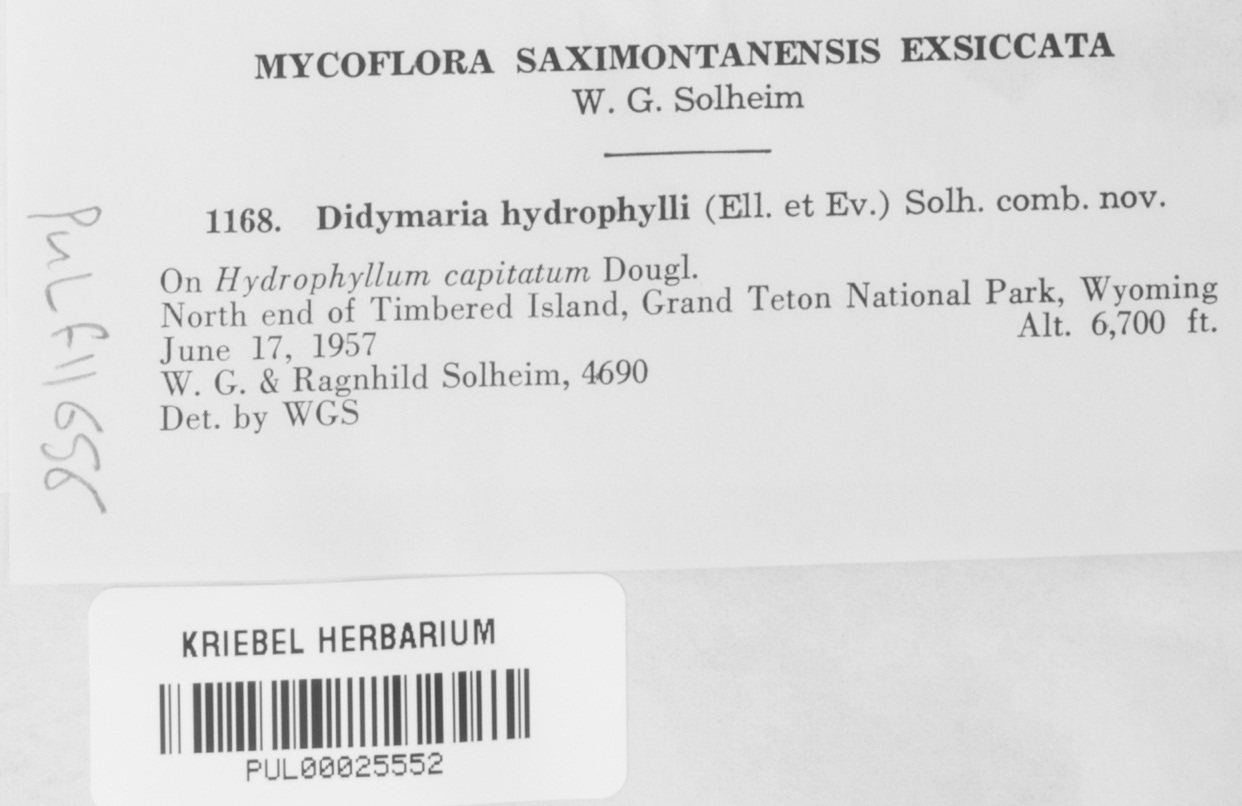 MYCOFLORA SAXIMONTANENSIS EXSICCATA
W. G. Solheim
1168. Didymaria hydrophylli (Ell. et Ev.) Solh. comb. nov.
On Hydrophyllum capitatum Dougl.
North end of Timbered Island, Grand Teton National Park, Wyoming
June 17, 1957 Alt. 6,700 ft.
W. G. & Ragnhild Solheim, 4690
Det. by WGS
PUL F11656
KRIEBEL HERBARIUM
PUL00025552